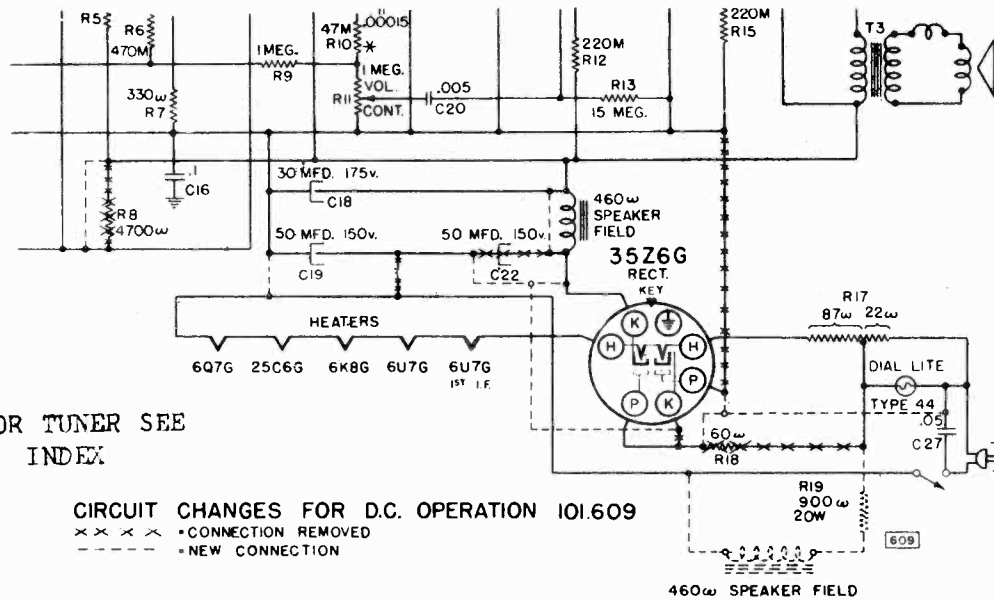 R5
R6
470M
47M
R10
*
.00015
220M
R15
T3
1 MEG.
R9
220M
R12
330ω
R7
1 MEG.
VOL.
R11
CONT.
.005
C20
R13
15 MEG.
.1
C16
30 MFD. 175v.
C18
460ω
SPEAKER
FIELD
R8
4700ω
50 MFD. 150v.
C19
50 MFD. 150v.
C22
35Z6G
RECT.
KEY
K
H
H
P
P
K
HEATERS
6Q7G
25C6G
6K8G
6U7G
6U7G
1ST I.F.
R17
87ω
22ω
DIAL LITE
TYPE 44
.05
C27
60ω
R18
R19
900ω
20W
OR TUNER SEE
INDEX
CIRCUIT CHANGES FOR D.C. OPERATION 101.609
× × × × • CONNECTION REMOVED
- - - - - • NEW CONNECTION
609
460ω SPEAKER FIELD